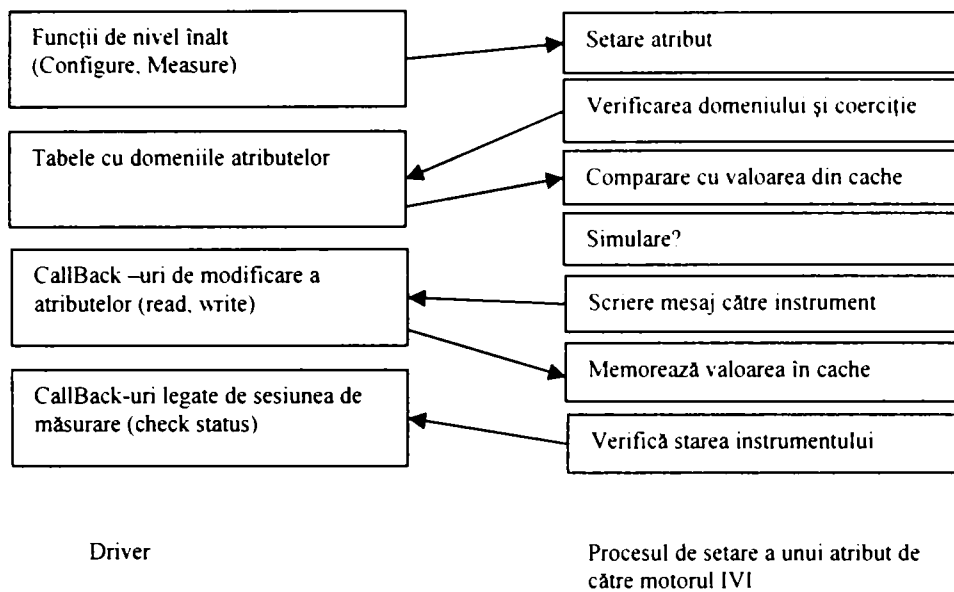 Funcții de nivel înalt
(Configure, Measure)
Tabele cu domeniile atributelor
CallBack –uri de modificare a
atributelor (read, write)
CallBack-uri legate de sesiunea de
măsurare (check status)
Driver
Setare atribut
Verificarea domeniului și coerciție
Comparare cu valoarea din cache
Simulare?
Scriere mesaj către instrument
Memorează valoarea în cache
Verifică starea instrumentului
Procesul de setare a unui atribut de
către motorul IVI